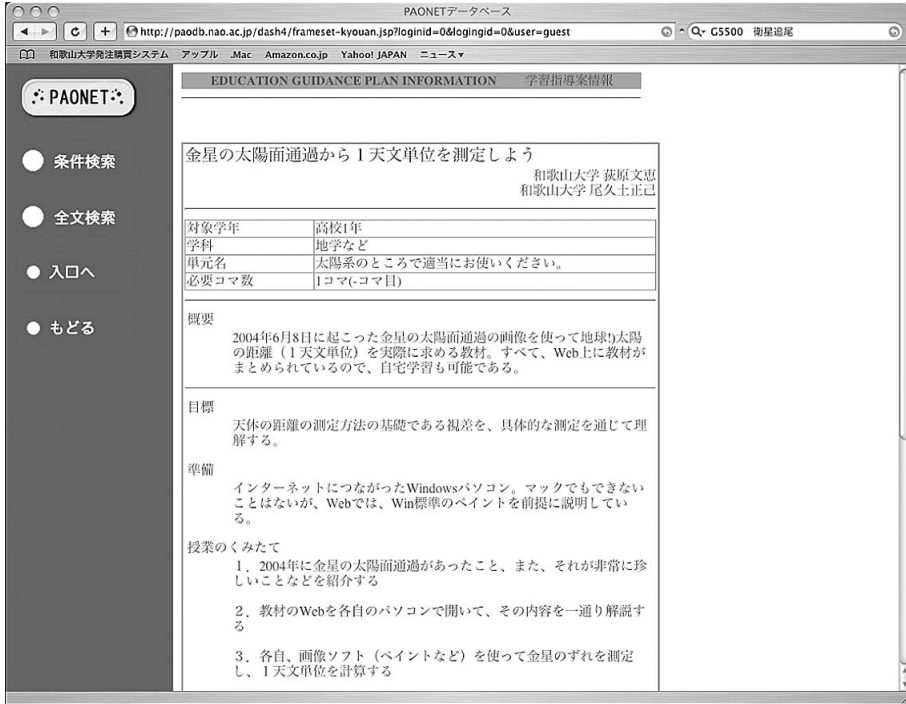 PAONETデータベース
http://paodb.nao.ac.jp/dash4/frameset-kyouan.jsp?loginid=0&logingid=0&user=guest
G5500 衛星追尾
和歌山大学発注購買システム アップル .Mac Amazon.co.jp Yahoo! JAPAN ニュース▼
PAONET
条件検索
全文検索
入口へ
もどる
EDUCATION GUIDANCE PLAN INFORMATION 学習指導案情報
金星の太陽面通過から1天文単位を測定しよう
和歌山大学 荻原文恵
和歌山大学 尾久土正己
対象学年 高校1年
学科 地学など
単元名 太陽系のところで適当にお使いください。
必要コマ数 1コマ(-コマ目)
概要
2004年6月8日に起こった金星の太陽面通過の画像を使って地球!)太陽
の距離(1天文単位)を実際に求める教材。すべて、Web上に教材が
まとめられているので、自宅学習も可能である。
目標
天体の距離の測定方法の基礎である視差を、具体的な測定を通じて理
解する。
準備
インターネットにつながったWindowsパソコン。マックでもできない
ことはないが、Webでは、Win標準のペイントを前提に説明してい
る。
授業のくみたて
1．2004年に金星の太陽面通過があったこと、また、それが非常に珍
しいことなどを紹介する
2．教材のWebを各自のパソコンで開いて、その内容を一通り解説す
る
3．各自、画像ソフト(ペイントなど)を使って金星のずれを測定
し、1天文単位を計算する